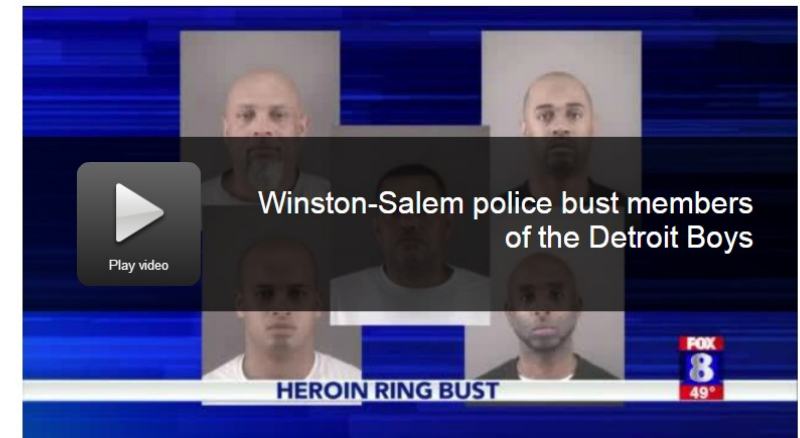 Play video
Winston-Salem police bust members
of the Detroit Boys
HEROIN RING BUST
FOX
8
49°